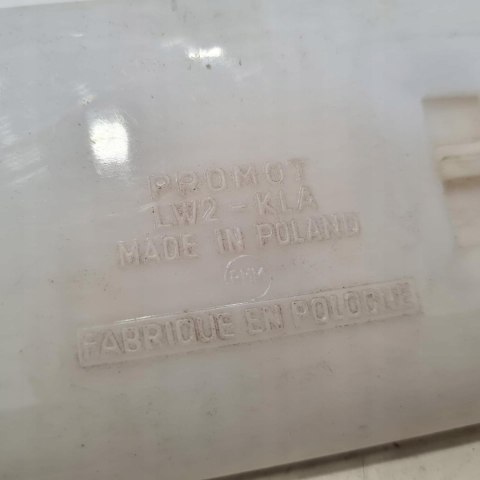 PROMOT
LW2 - KLA
MADE IN POLAND
FABRIQUE EN POLOGNE